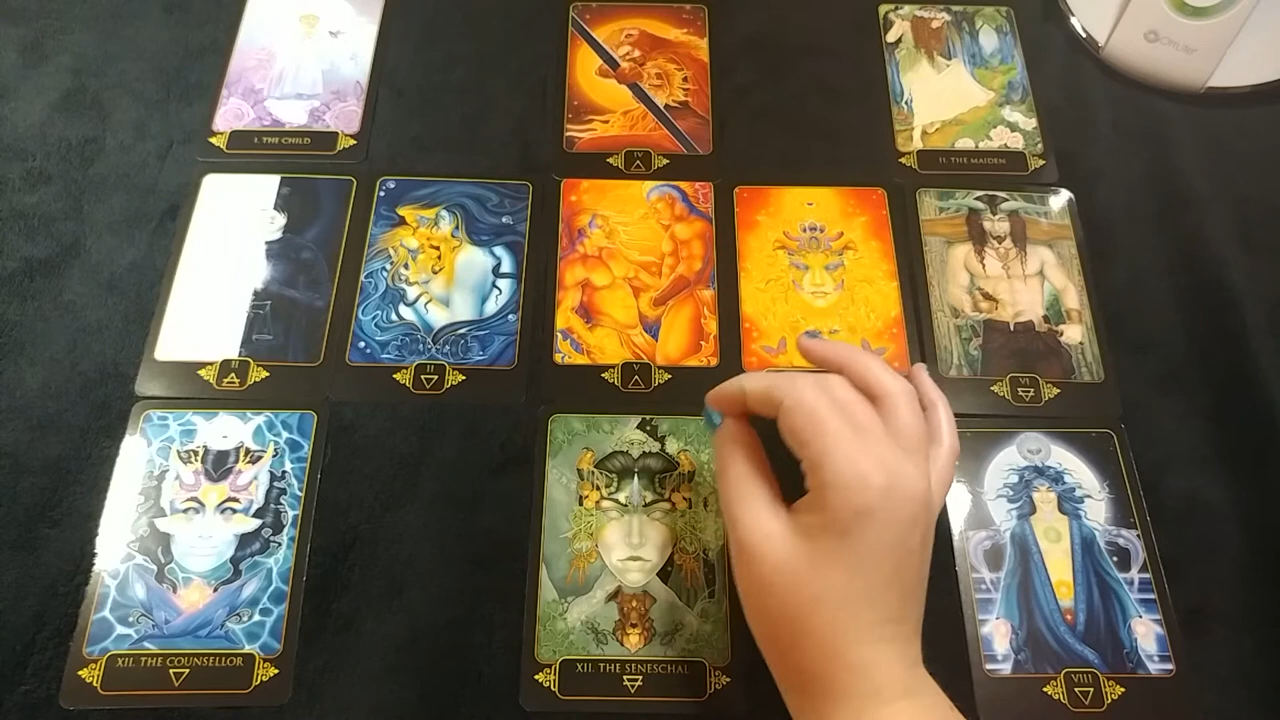 I. THE CHILD
IV
II. THE MAIDEN
II
II
V
VI
XII. THE COUNSELLOR
XII. THE SENESCHAL
VIII